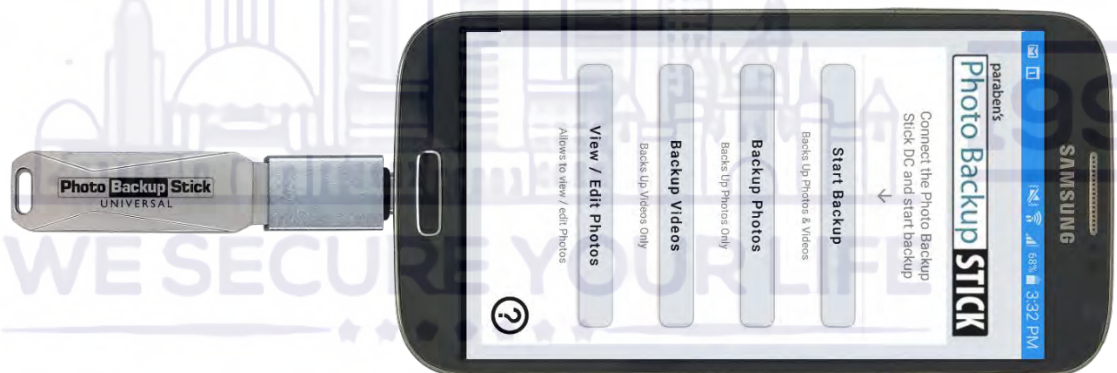 Photo Backup Stick
UNIVERSAL
SAMSUNG
68% 3:32 PM
paraben's
Photo Backup STICK
Connect the Photo Backup
Stick DC and start backup
Start Backup
Backs Up Photos & Videos
Backup Photos
Backs Up Photos Only
Backup Videos
Backs Up Videos Only
View / Edit Photos
Allows to view / edit Photos
?
WE SECURE YOUR LIFE
199